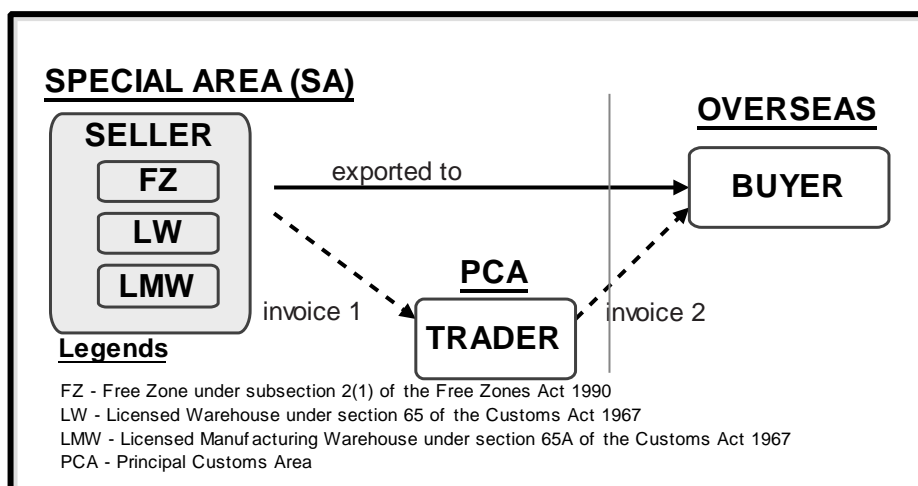 SPECIAL AREA (SA)
OVERSEAS
SELLER
FZ
exported to
BUYER
LW
LMW
PCA
invoice 1
TRADER
invoice 2
Legends
FZ - Free Zone under subsection 2(1) of the Free Zones Act 1990
LW - Licensed Warehouse under section 65 of the Customs Act 1967
LMW - Licensed Manufacturing Warehouse under section 65A of the Customs Act 1967
PCA - Principal Customs Area